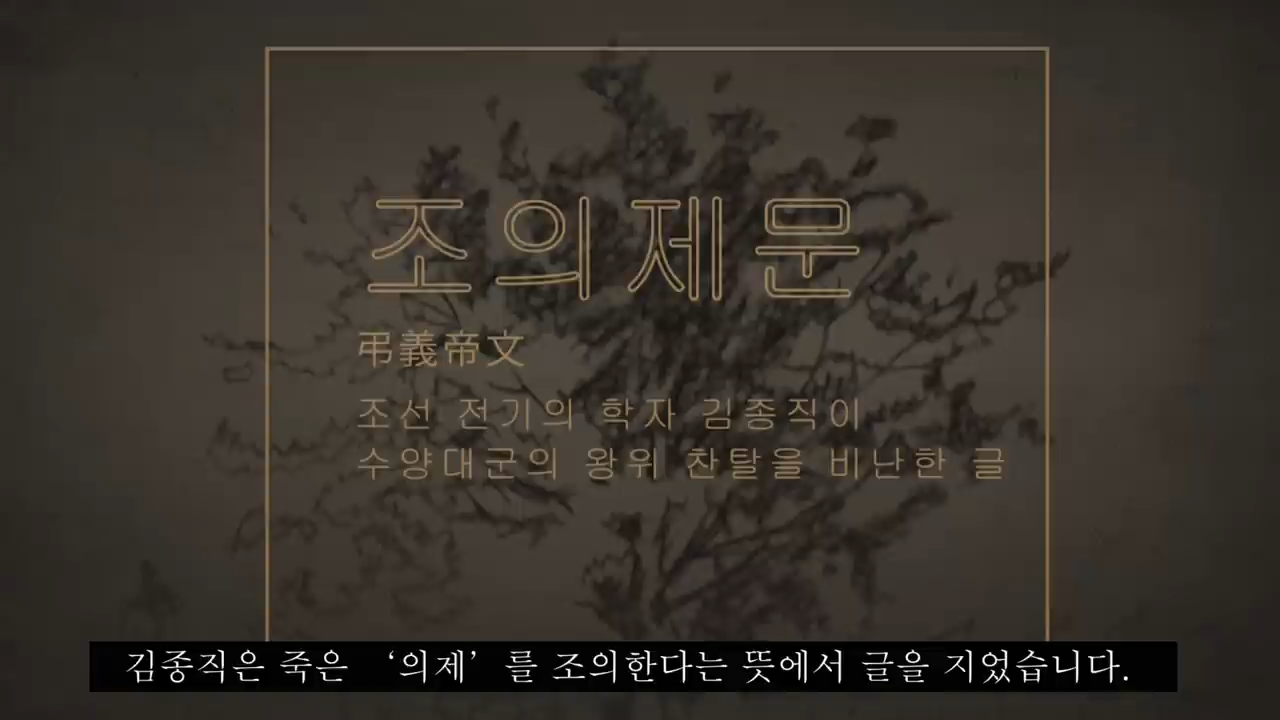 조의제문
弔義帝文
조선 전기의 학자 김종직이
수양대군의 왕위 찬탈을 비난한 글
김종직은 죽은 ‘의제’를 조의한다는 뜻에서 글을 지었습니다.